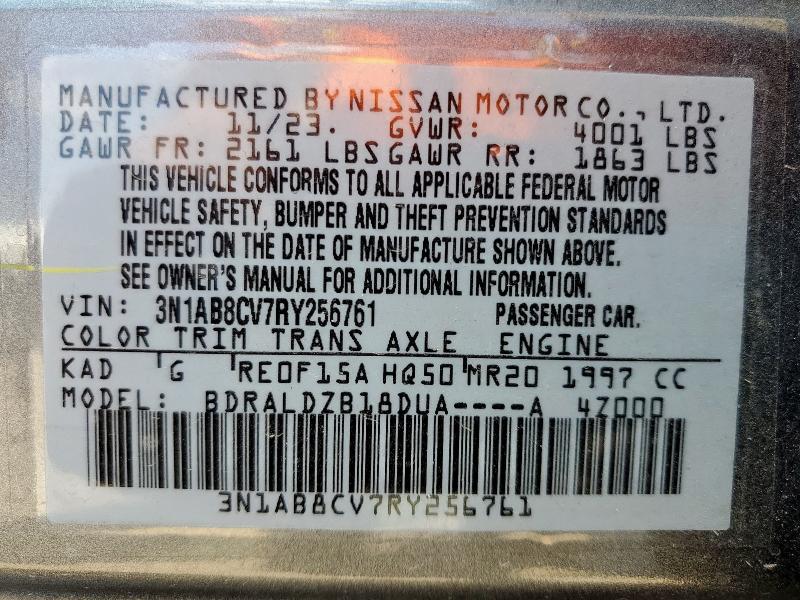 MANUFACTURED BY NISSAN MOTOR CO., LTD.
DATE: 11/23. GVWR: 4001 LBS
GAWR FR: 2161 LBS GAWR RR: 1863 LBS
THIS VEHICLE CONFORMS TO ALL APPLICABLE FEDERAL MOTOR
VEHICLE SAFETY, BUMPER AND THEFT PREVENTION STANDARDS
IN EFFECT ON THE DATE OF MANUFACTURE SHOWN ABOVE.
SEE OWNER'S MANUAL FOR ADDITIONAL INFORMATION.
VIN: 3N1AB8CV7RY256761 PASSENGER CAR.
COLOR TRIM TRANS AXLE ENGINE
KAD G RE0F15A HQ50 MR20 1997 CC
MODEL: BDRALDZB18DUA----A 4Z000
3N1AB8CV7RY256761